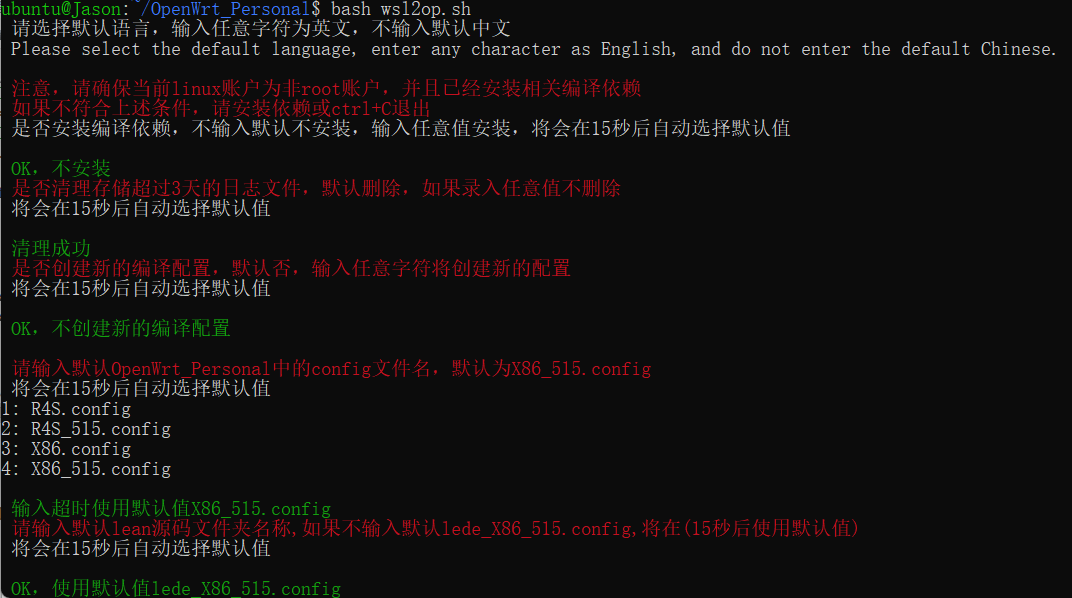 ubuntu@Jason:~/OpenWrt_Personal$ bash wsl2op.sh
请选择默认语言，输入任意字符为英文，不输入默认中文
Please select the default language, enter any character as English, and do not enter the default Chinese.
注意，请确保当前linux账户为非root账户，并且已经安装相关编译依赖
如果不符合上述条件，请安装依赖或ctrl+C退出
是否安装编译依赖，不输入默认不安装，输入任意值安装，将会在15秒后自动选择默认值
OK，不安装
是否清理存储超过3天的日志文件，默认删除，如果录入任意值不删除
将会在15秒后自动选择默认值
清理成功
是否创建新的编译配置，默认否，输入任意字符将创建新的配置
将会在15秒后自动选择默认值
OK，不创建新的编译配置
请输入默认OpenWrt_Personal中的config文件名，默认为X86_515.config
将会在15秒后自动选择默认值
1: R4S.config
2: R4S_515.config
3: X86.config
4: X86_515.config
输入超时使用默认值X86_515.config
请输入默认lean源码文件夹名称,如果不输入默认lede_X86_515.config,将在(15秒后使用默认值)
将会在15秒后自动选择默认值
OK，使用默认值lede_X86_515.config